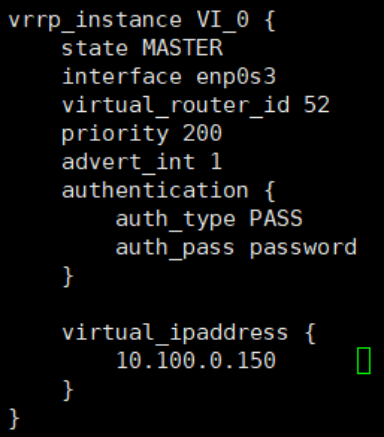 vrrp_instance VI_0 {
    state MASTER
    interface enp0s3
    virtual_router_id 52
    priority 200
    advert_int 1
    authentication {
        auth_type PASS
        auth_pass password
    }

    virtual_ipaddress {
        10.100.0.150
    }
}